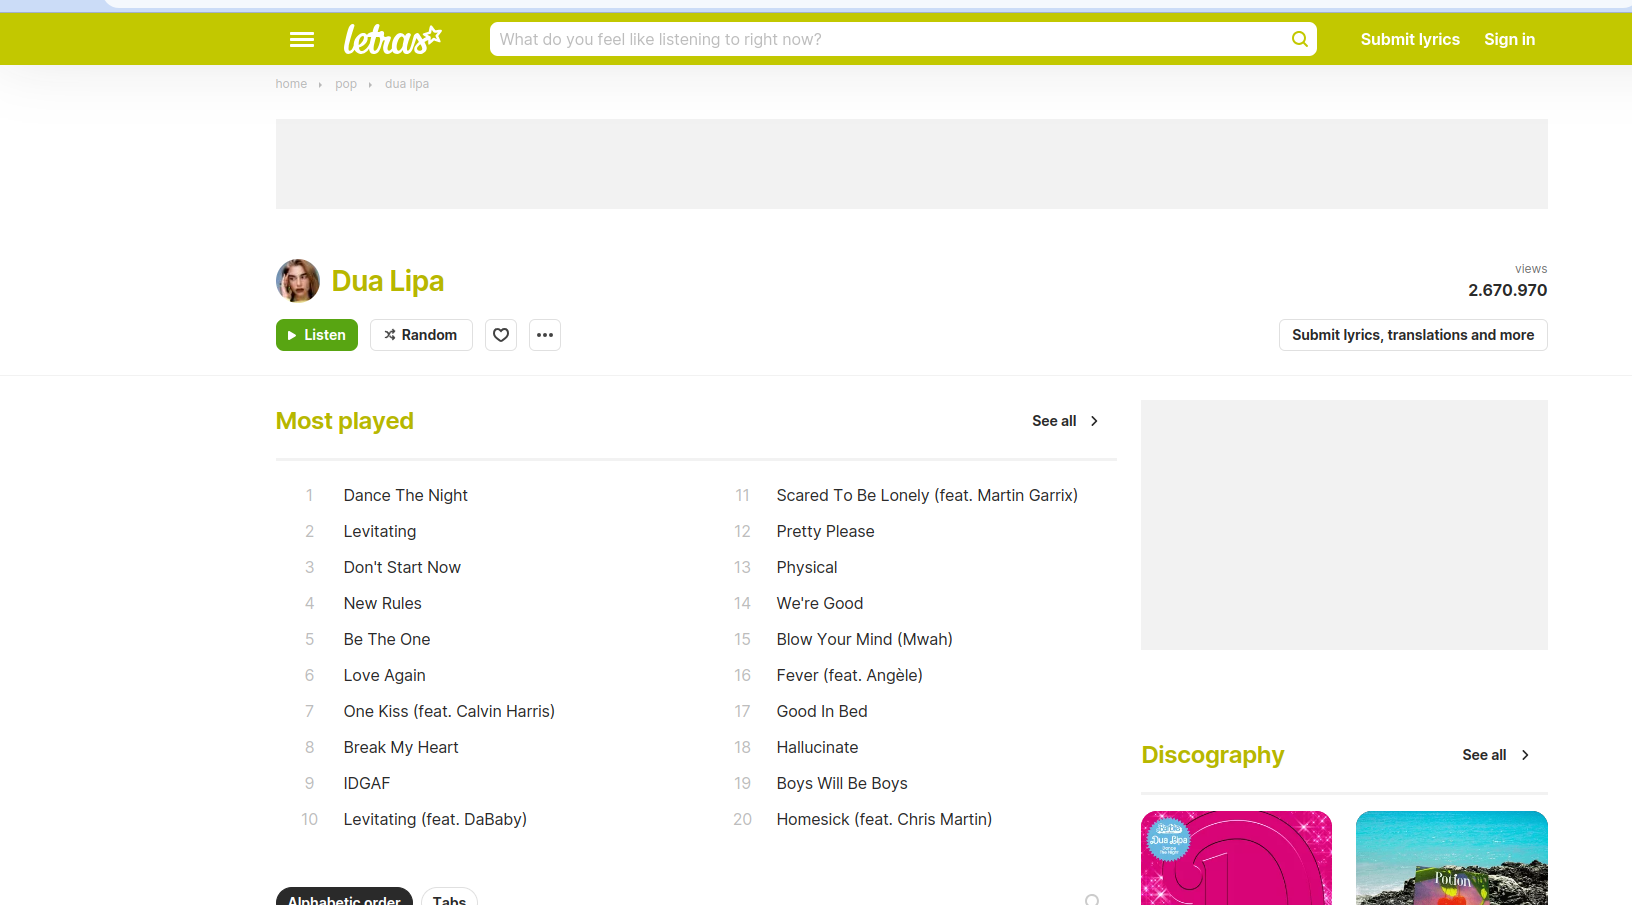 letras
What do you feel like listening to right now?
Submit lyrics
Sign in
home
pop
dua lipa
Dua Lipa
views
2.670.970
Listen
Random
Submit lyrics, translations and more
Most played
See all
1 Dance The Night
2 Levitating
3 Don't Start Now
4 New Rules
5 Be The One
6 Love Again
7 One Kiss (feat. Calvin Harris)
8 Break My Heart
9 IDGAF
10 Levitating (feat. DaBaby)
11 Scared To Be Lonely (feat. Martin Garrix)
12 Pretty Please
13 Physical
14 We're Good
15 Blow Your Mind (Mwah)
16 Fever (feat. Angèle)
17 Good In Bed
18 Hallucinate
19 Boys Will Be Boys
20 Homesick (feat. Chris Martin)
Alphabetic order
Tabs
Discography
See all
Barbie
Dua Lipa
Dance
The Night
Potion